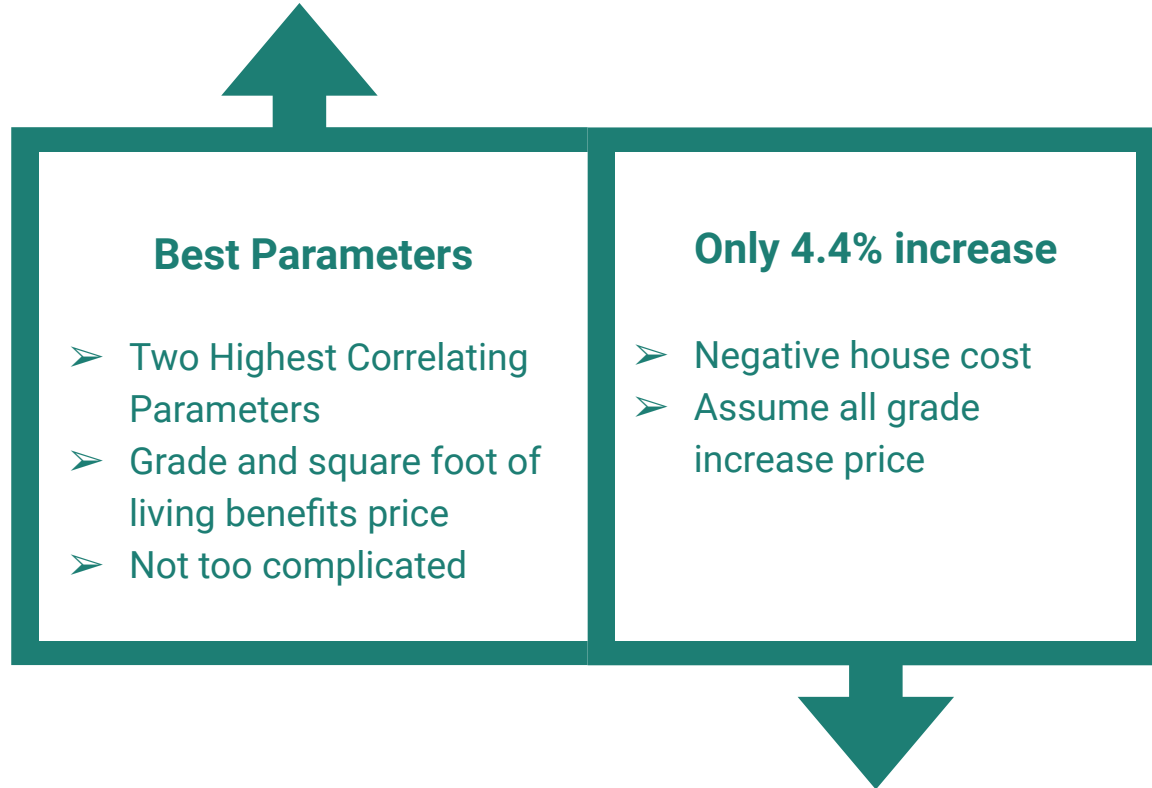 Best Parameters
➢ Two Highest Correlating
Parameters
➢ Grade and square foot of
living benefits price
➢ Not too complicated
Only 4.4% increase
➢ Negative house cost
➢ Assume all grade
increase price